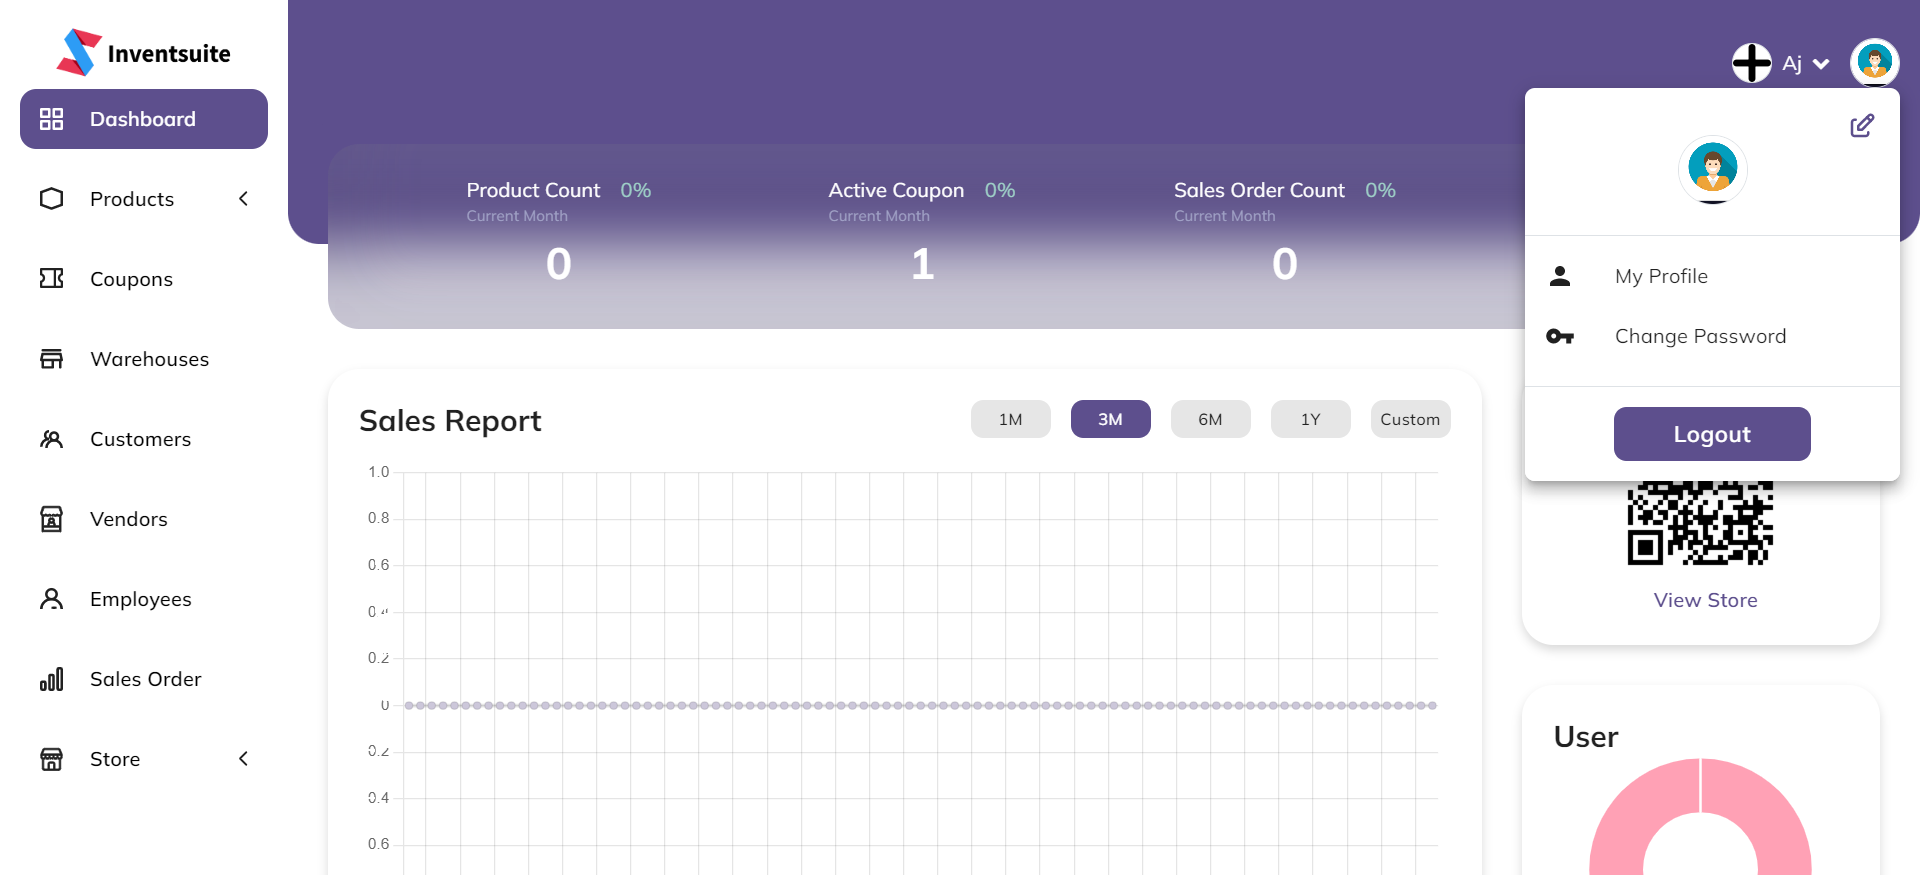 Inventsuite
Dashboard
Products
Coupons
Warehouses
Customers
Vendors
Employees
Sales Order
Store
Aj
Product Count 0%
Current Month
0
Active Coupon 0%
Current Month
1
Sales Order Count 0%
Current Month
0
My Profile
Change Password
Logout
Sales Report
1M
3M
6M
1Y
Custom
1.0
0.8
0.6
0.4
0.2
0
0.2
0.4
0.6
View Store
User